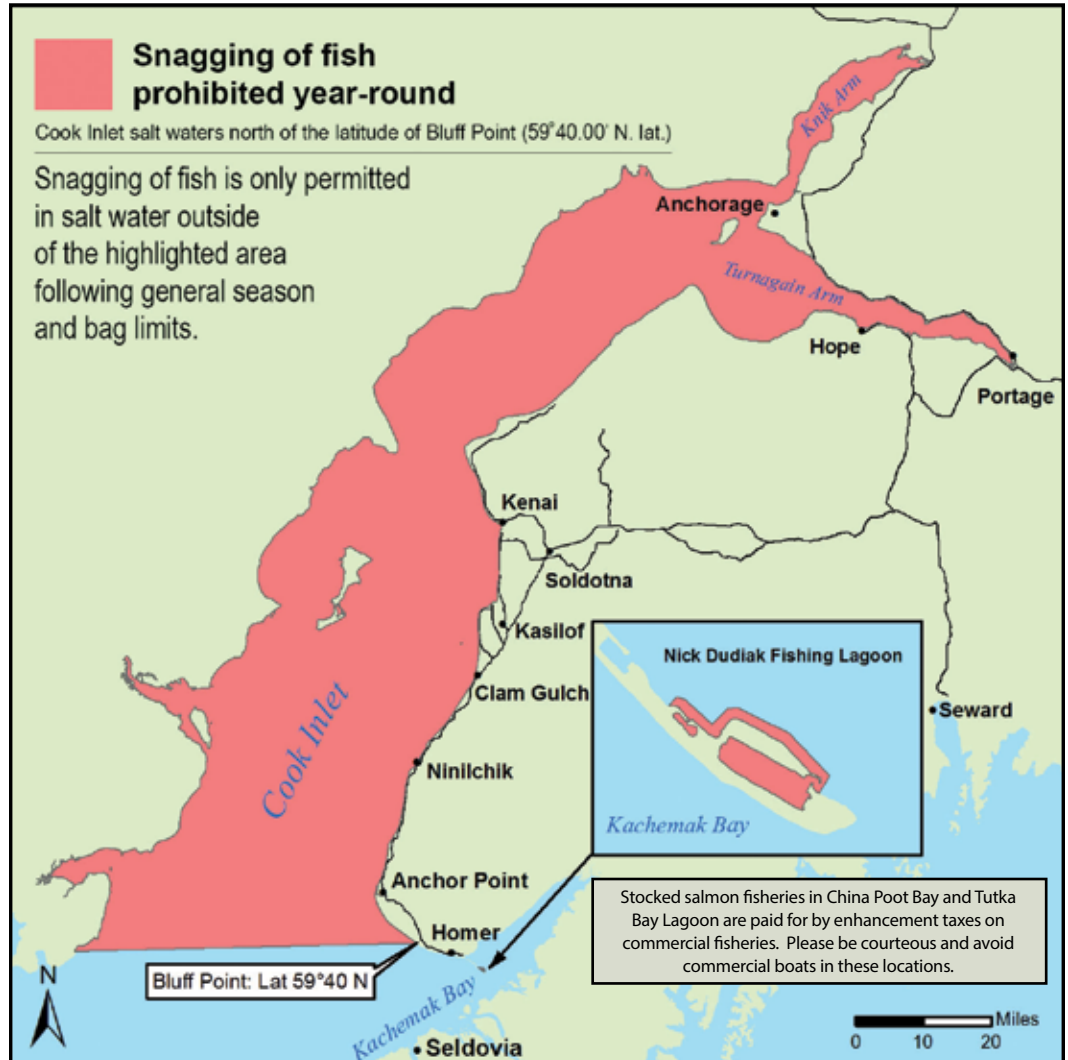 Snagging of fish
prohibited year-round
Cook Inlet salt waters north of the latitude of Bluff Point (59°40.00' N. lat.)
Snagging of fish is only permitted
in salt water outside
of the highlighted area
following general season
and bag limits.
Knik Arm
Anchorage
Turnagain Arm
Hope
Portage
Kenai
Soldotna
Kasilof
Clam Gulch
Cook Inlet
Ninilchik
Nick Dudiak Fishing Lagoon
Kachemak Bay
Seward
Anchor Point
Homer
Bluff Point: Lat 59°40 N
Stocked salmon fisheries in China Poot Bay and Tutka
Bay Lagoon are paid for by enhancement taxes on
commercial fisheries. Please be courteous and avoid
commercial boats in these locations.
N
Kachemak Bay
Seldovia
Miles
0 10 20